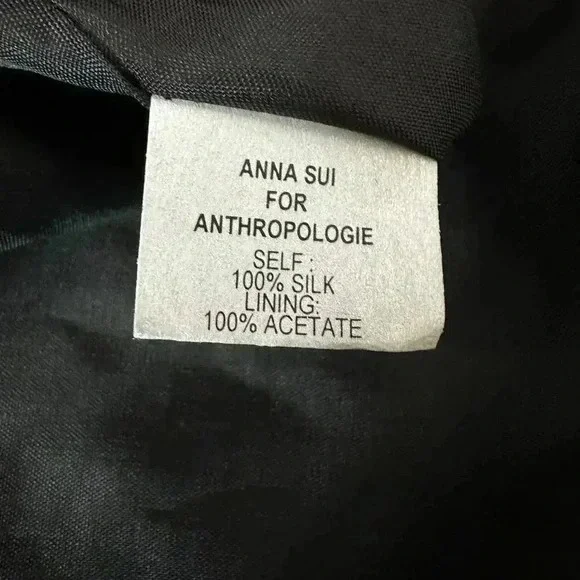 ANNA SUI
FOR
ANTHROPOLOGIE
SELF :
100% SILK
LINING:
100% ACETATE